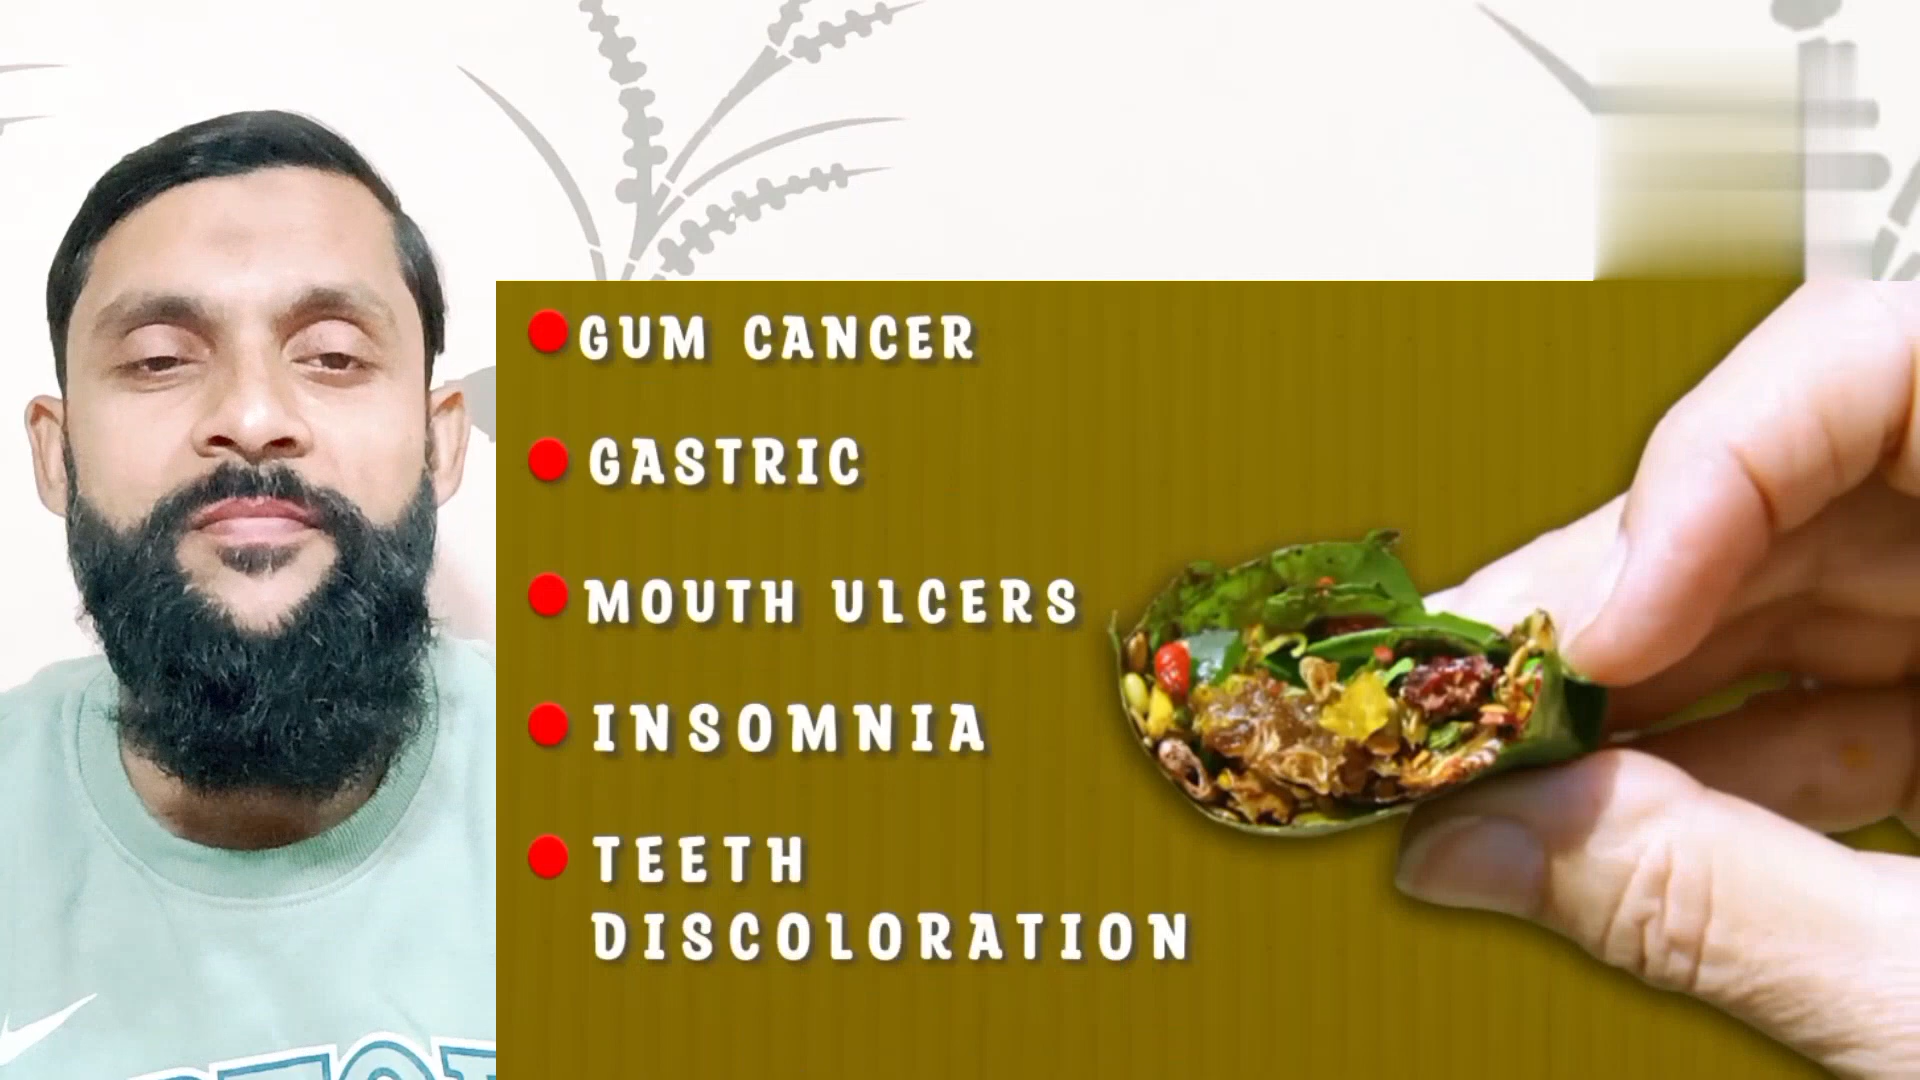 GUM CANCER
GASTRIC
MOUTH ULCERS
INSOMNIA
TEETH
DISCOLORATION